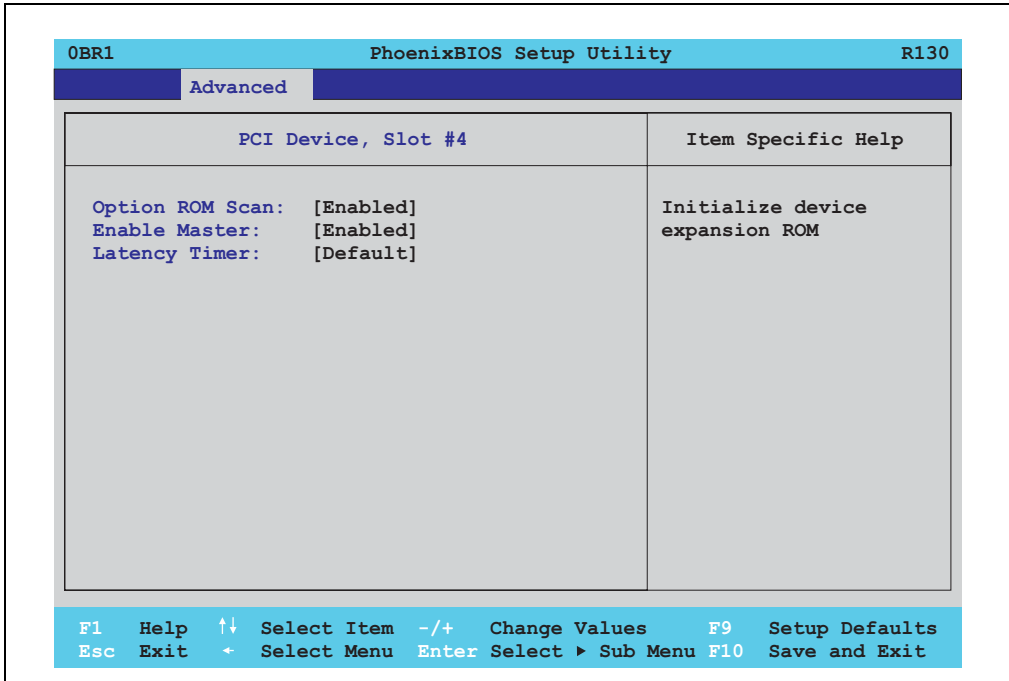 0BR1 PhoenixBIOS Setup Utility R130
Advanced
PCI Device, Slot #4 Item Specific Help
Option ROM Scan: [Enabled] Initialize device
Enable Master: [Enabled] expansion ROM
Latency Timer: [Default]
F1 Help ↑↓ Select Item -/+ Change Values F9 Setup Defaults
Esc Exit ← Select Menu Enter Select ▶ Sub Menu F10 Save and Exit